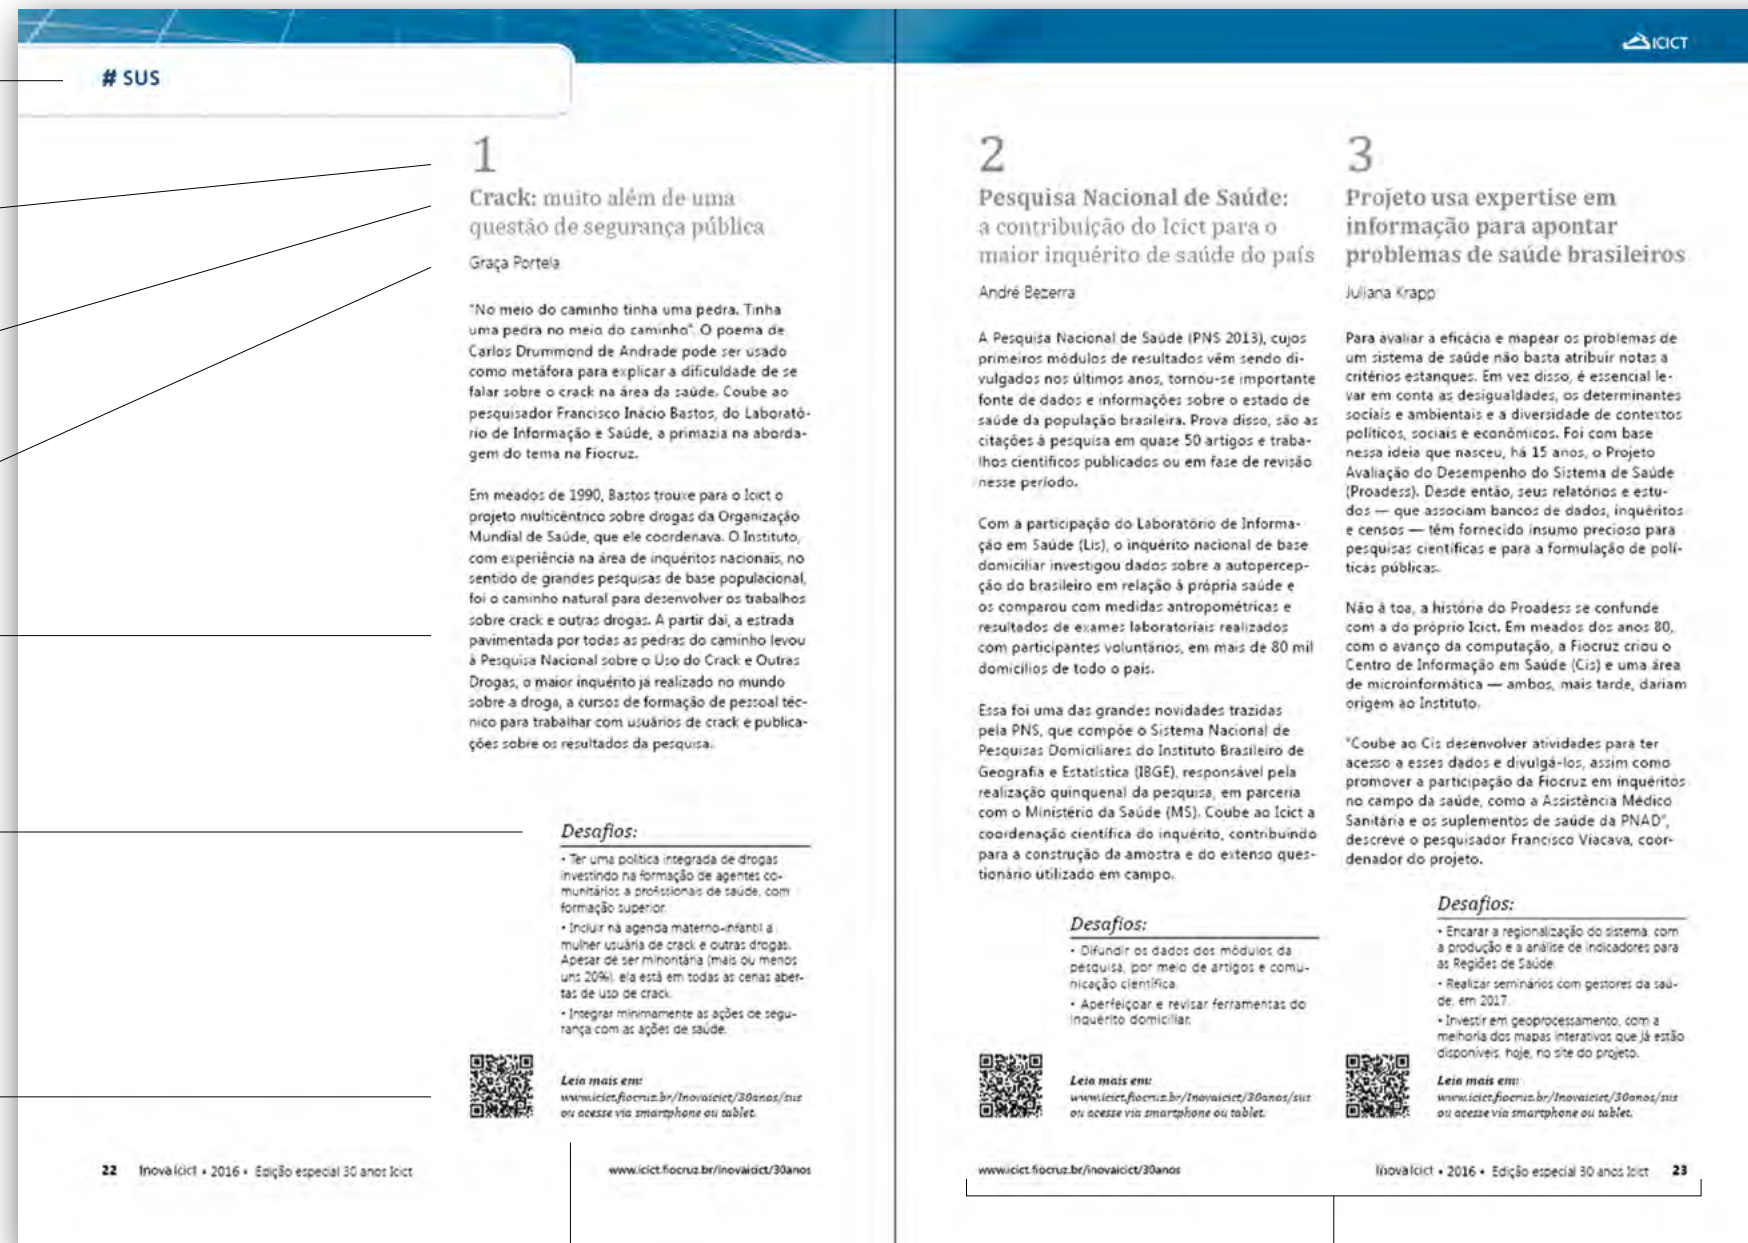 ICICT
# SUS
1
Crack: muito além de uma
questão de segurança pública
Graça Portela
"No meio do caminho tinha uma pedra. Tinha
uma pedra no meio do caminho". O poema de
Carlos Drummond de Andrade pode ser usado
como metáfora para explicar a dificuldade de se
falar sobre o crack na área da saúde. Coube ao
pesquisador Francisco Inácio Bastos, do Laborató-
rio de Informação e Saúde, a primazia na aborda-
gem do tema na Fiocruz.
Em meados de 1990, Bastos trouxe para o Icict o
projeto multicêntrico sobre drogas da Organização
Mundial de Saúde, que ele coordenava. O Instituto,
com experiência na área de inquéritos nacionais, no
sentido de grandes pesquisas de base populacional,
foi o caminho natural para desenvolver os trabalhos
sobre crack e outras drogas. A partir daí, a estrada
pavimentada por todas as pedras do caminho levou
à Pesquisa Nacional sobre o Uso do Crack e Outras
Drogas, o maior inquérito já realizado no mundo
sobre a droga, a cursos de formação de pessoal téc-
nico para trabalhar com usuários de crack e publica-
ções sobre os resultados da pesquisa.
Desafios:
• Ter uma política integrada de drogas
investindo na formação de agentes co-
munitários a profissionais de saúde, com
formação superior.
• Incluir na agenda materno-infantil a
mulher usuária de crack e outras drogas.
Apesar de ser minoritária (mais ou menos
uns 20%), ela está em todas as cenas aber-
tas de uso de crack.
• Integrar minimamente as ações de segu-
rança com as ações de saúde.
Leia mais em:
www.icict.fiocruz.br/Inovaicict/30anos/sus
ou acesse via smartphone ou tablet.
22 Inova Icict • 2016 • Edição especial 30 anos Icict
www.icict.fiocruz.br/inovaicict/30anos
2
Pesquisa Nacional de Saúde:
a contribuição do Icict para o
maior inquérito de saúde do país
André Bezerra
A Pesquisa Nacional de Saúde (PNS 2013), cujos
primeiros módulos de resultados vêm sendo di-
vulgados nos últimos anos, tornou-se importante
fonte de dados e informações sobre o estado de
saúde da população brasileira. Prova disso, são as
citações à pesquisa em quase 50 artigos e traba-
lhos científicos publicados ou em fase de revisão
nesse período.
Com a participação do Laboratório de Informa-
ção em Saúde (Lis), o inquérito nacional de base
domiciliar investigou dados sobre a autopercep-
ção do brasileiro em relação à própria saúde e
os comparou com medidas antropométricas e
resultados de exames laboratoriais realizados
com participantes voluntários, em mais de 80 mil
domicílios de todo o país.
Essa foi uma das grandes novidades trazidas
pela PNS, que compõe o Sistema Nacional de
Pesquisas Domiciliares do Instituto Brasileiro de
Geografia e Estatística (IBGE), responsável pela
realização quinquenal da pesquisa, em parceria
com o Ministério da Saúde (MS). Coube ao Icict a
coordenação científica do inquérito, contribuindo
para a construção da amostra e do extenso ques-
tionário utilizado em campo.
Desafios:
• Difundir os dados dos módulos da
pesquisa, por meio de artigos e comu-
nicação científica.
• Aperfeiçoar e revisar ferramentas do
inquérito domiciliar.
Leia mais em:
www.icict.fiocruz.br/Inovaicict/30anos/sus
ou acesse via smartphone ou tablet.
www.icict.fiocruz.br/inovaicict/30anos
3
Projeto usa expertise em
informação para apontar
problemas de saúde brasileiros
Juliana Krapp
Para avaliar a eficácia e mapear os problemas de
um sistema de saúde não basta atribuir notas a
critérios estanques. Em vez disso, é essencial le-
var em conta as desigualdades, os determinantes
sociais e ambientais e a diversidade de contextos
políticos, sociais e econômicos. Foi com base
nessa ideia que nasceu, há 15 anos, o Projeto
Avaliação do Desempenho do Sistema de Saúde
(Proadess). Desde então, seus relatórios e estu-
dos — que associam bancos de dados, inquéritos
e censos — têm fornecido insumo precioso para
pesquisas científicas e para a formulação de polí-
ticas públicas.
Não à toa, a história do Proadess se confunde
com a do próprio Icict. Em meados dos anos 80,
com o avanço da computação, a Fiocruz criou o
Centro de Informação em Saúde (Cis) e uma área
de microinformática — ambos, mais tarde, dariam
origem ao Instituto.
"Coube ao Cis desenvolver atividades para ter
acesso a esses dados e divulgá-los, assim como
promover a participação da Fiocruz em inquéritos
no campo da saúde, como a Assistência Médico
Sanitária e os suplementos de saúde da PNAD",
descreve o pesquisador Francisco Viacava, coor-
denador do projeto.
Desafios:
• Encarar a regionalização do sistema, com
a produção e a análise de indicadores para
as Regiões de Saúde.
• Realizar seminários com gestores da saú-
de, em 2017.
• Investir em geoprocessamento, com a
melhoria dos mapas interativos que já estão
disponíveis, hoje, no site do projeto.
Leia mais em:
www.icict.fiocruz.br/Inovaicict/30anos/sus
ou acesse via smartphone ou tablet.
Inova Icict • 2016 • Edição especial 30 anos Icict 23